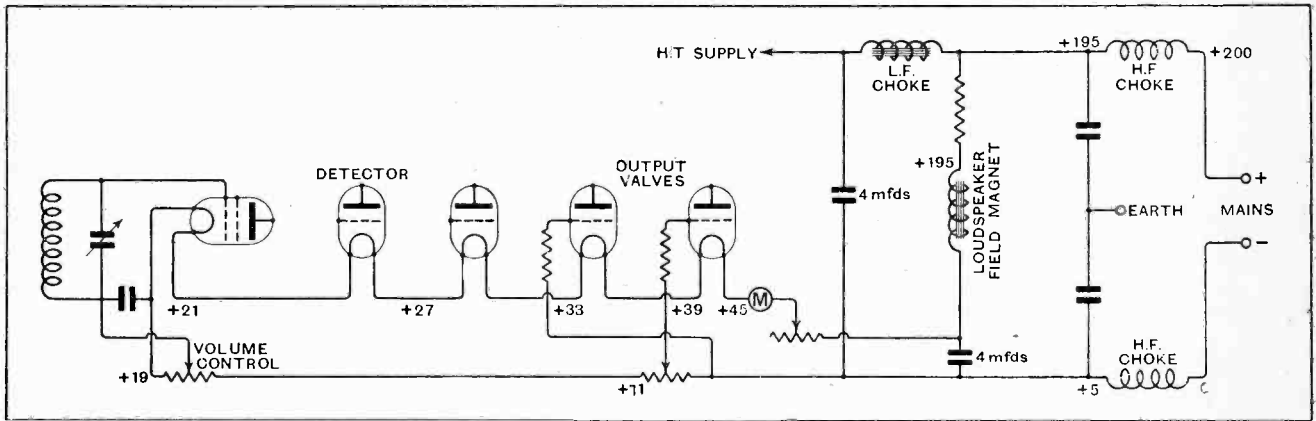 H.T SUPPLY
L.F.
CHOKE
+195
H.F
CHOKE
+200
DETECTOR
OUTPUT
VALVES
+195
4 mfds
LOUDSPEAKER
FIELD MAGNET
EARTH
MAINS
+
−
+21
+27
+33
+39
+45
M
VOLUME
CONTROL
+19
+11
4 mfds
H.F.
CHOKE
+5